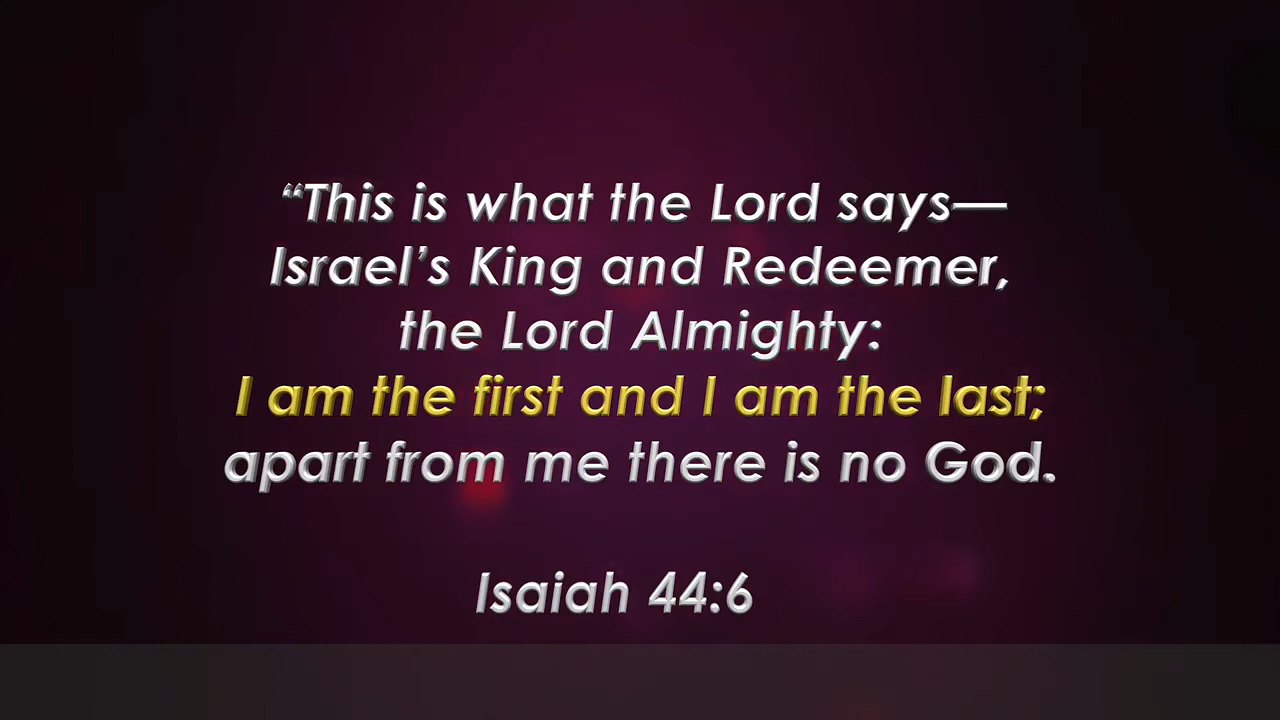 “This is what the Lord says—
Israel’s King and Redeemer,
the Lord Almighty:
I am the first and I am the last;
apart from me there is no God.
Isaiah 44:6